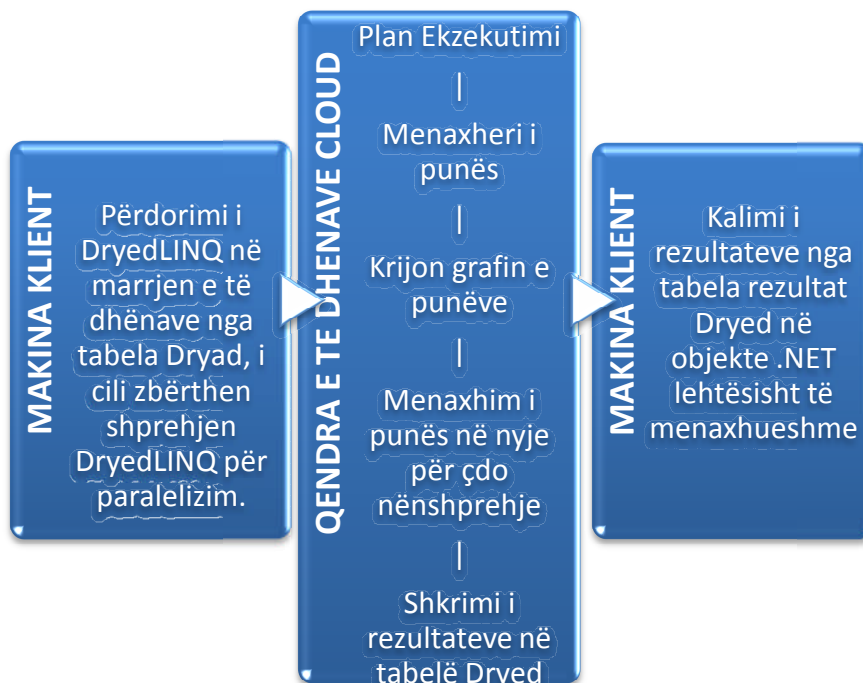 MAKINA KLIENT
Përdorimi i
DryedLINQ në
marrjen e të
dhënave nga
tabela Dryad, i
cili zbërthen
shprehjen
DryedLINQ për
paralelizim.
QENDRA E TE DHENAVE CLOUD
Plan Ekzekutimi
|
Menaxheri i
punës
|
Krijon grafin e
punëve
|
Menaxhim i
punës në nyje
për çdo
nënshprehje
|
Shkrimi i
rezultateve në
tabelë Dryed
MAKINA KLIENT
Kalimi i
rezultateve nga
tabela rezultat
Dryed në
objekte .NET
lehtësisht të
menaxhueshme